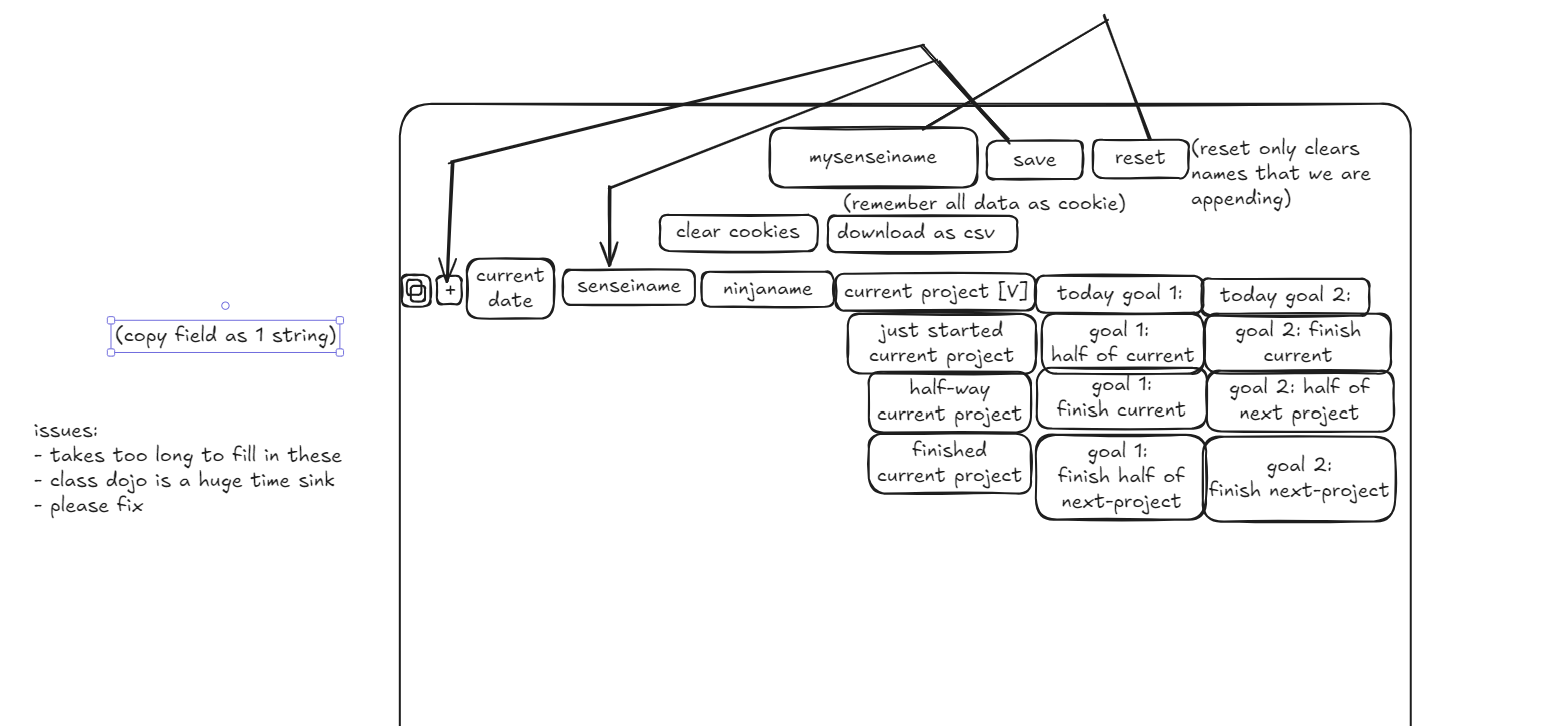 mysenseiname
save
reset
(reset only clears
names that we are
appending)
(remember all data as cookie)
clear cookies
download as csv
+
current
date
senseiname
ninjaname
current project [V]
today goal 1:
today goal 2:
(copy field as 1 string)
just started
current project
goal 1:
half of current
goal 2: finish
current
half-way
current project
goal 1:
finish current
goal 2: half of
next project
finished
current project
goal 1:
finish half of
next-project
goal 2:
finish next-project
issues:
- takes too long to fill in these
- class dojo is a huge time sink
- please fix